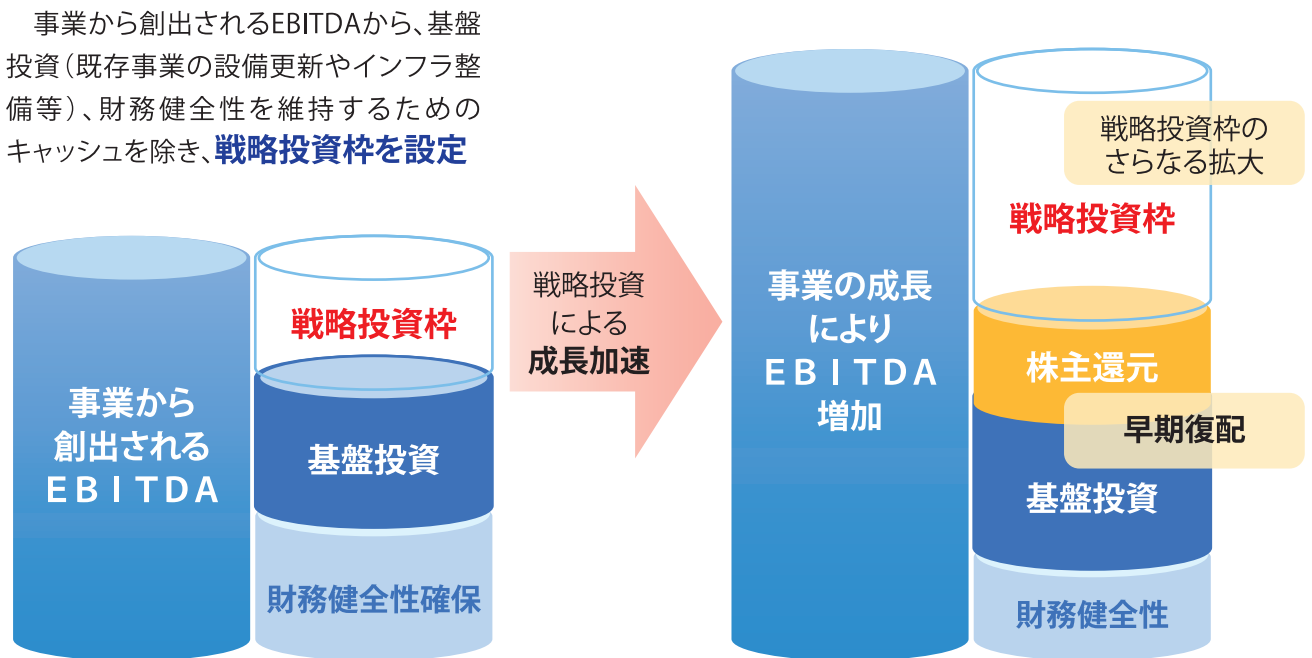 事業から創出されるEBITDAから、基盤
投資（既存事業の設備更新やインフラ整
備等）、財務健全性を維持するための
キャッシュを除き、戦略投資枠を設定
事業から
創出される
EBITDA
戦略投資枠
基盤投資
財務健全性確保
戦略投資
による
成長加速
事業の成長
により
EBITDA
増加
戦略投資枠の
さらなる拡大
戦略投資枠
株主還元
早期復配
基盤投資
財務健全性